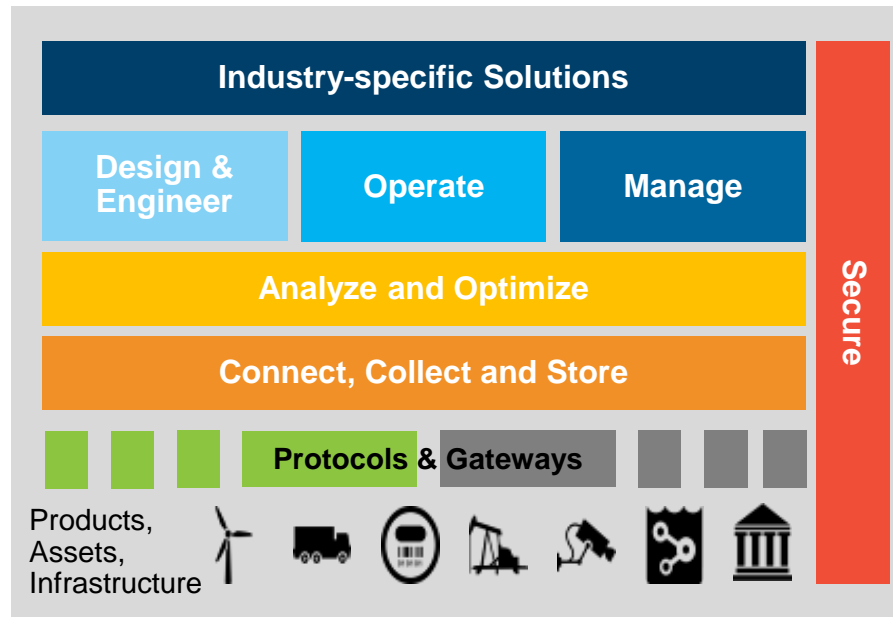 Industry-specific Solutions
Design &
Engineer
Operate
Manage
Analyze and Optimize
Connect, Collect and Store
Secure
Protocols & Gateways
Products,
Assets,
Infrastructure